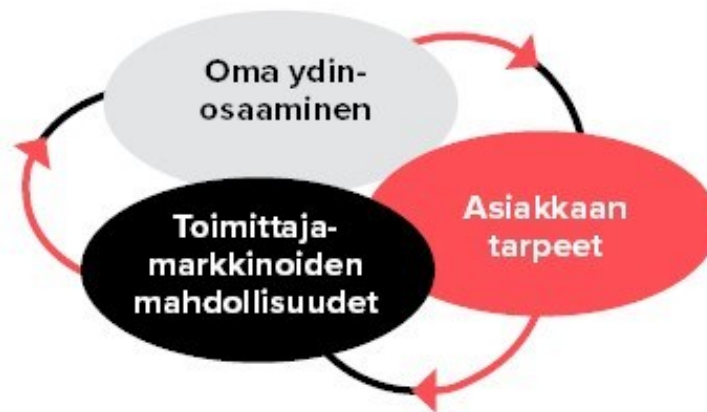 Oma ydin-
osaaminen
Asiakkaan
tarpeet
Toimittaja-
markkinoiden
mahdollisuudet